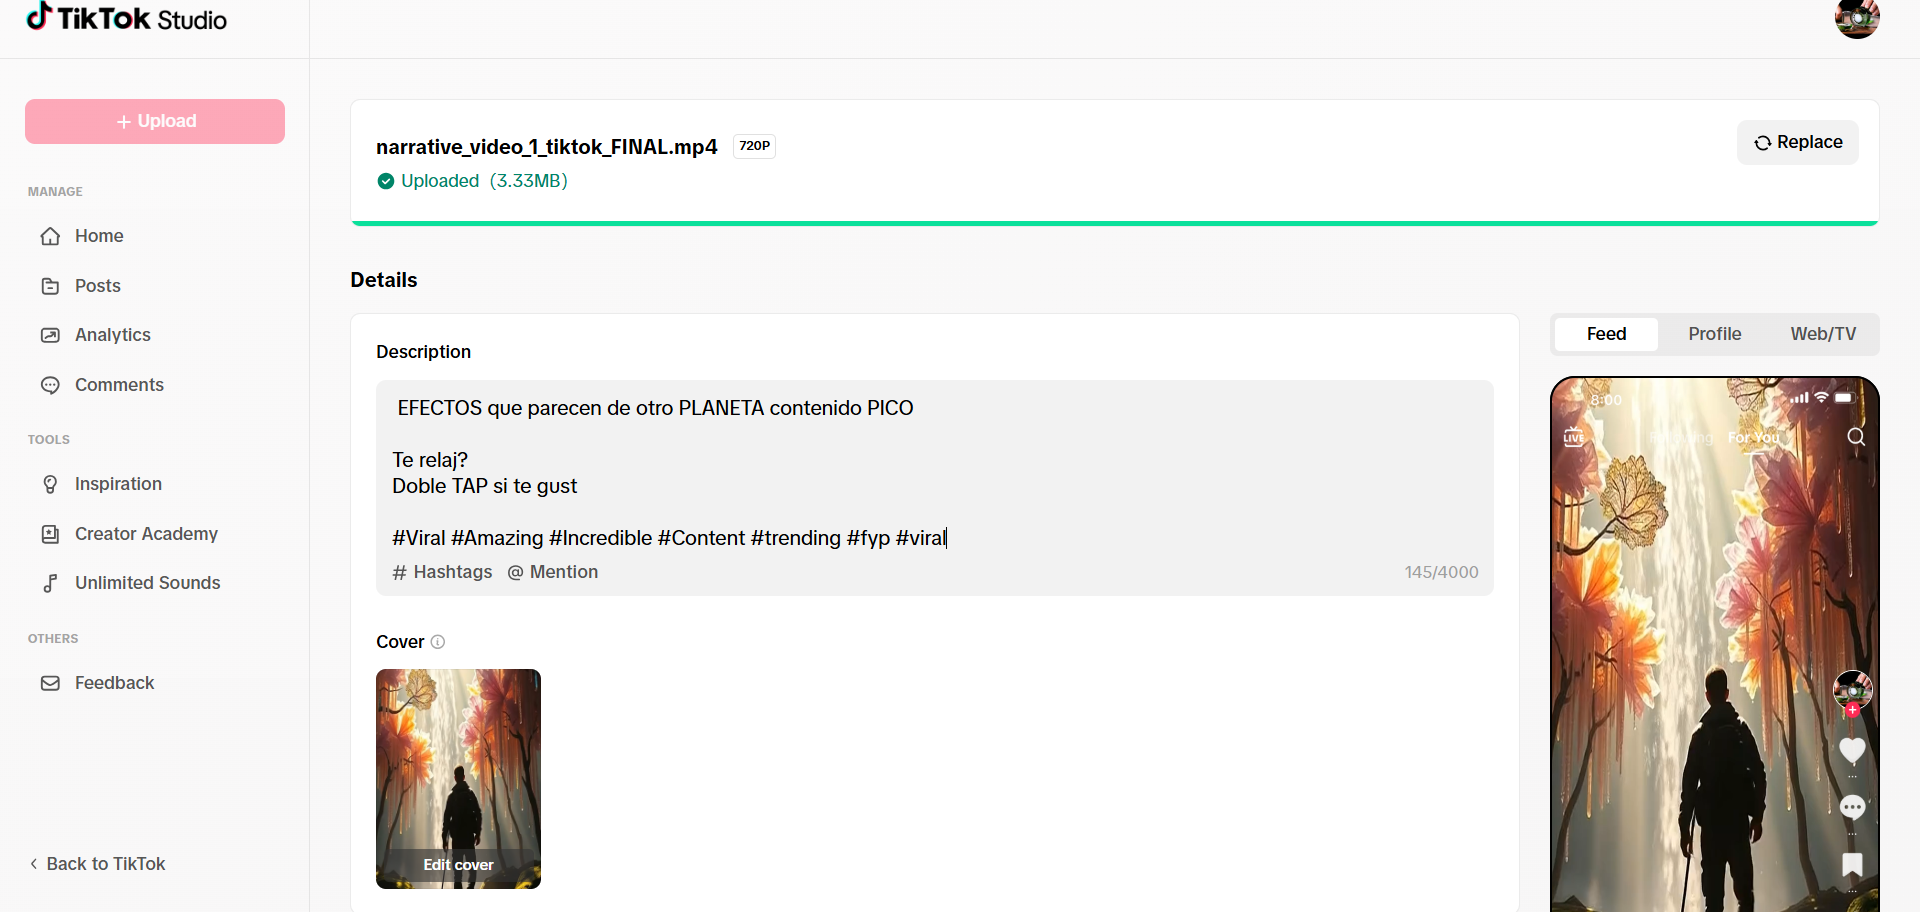 TikTok Studio
+ Upload
MANAGE
Home
Posts
Analytics
Comments
TOOLS
Inspiration
Creator Academy
Unlimited Sounds
OTHERS
Feedback
Back to TikTok
narrative_video_1_tiktok_FINAL.mp4 720P
Uploaded (3.33MB)
Replace
Details
Description
EFECTOS que parecen de otro PLANETA contenido PICO
Te relaj?
Doble TAP si te gust
#Viral #Amazing #Incredible #Content #trending #fyp #viral
# Hashtags @ Mention 145/4000
Cover
Edit cover
Feed Profile Web/TV
8:00
LIVE For You